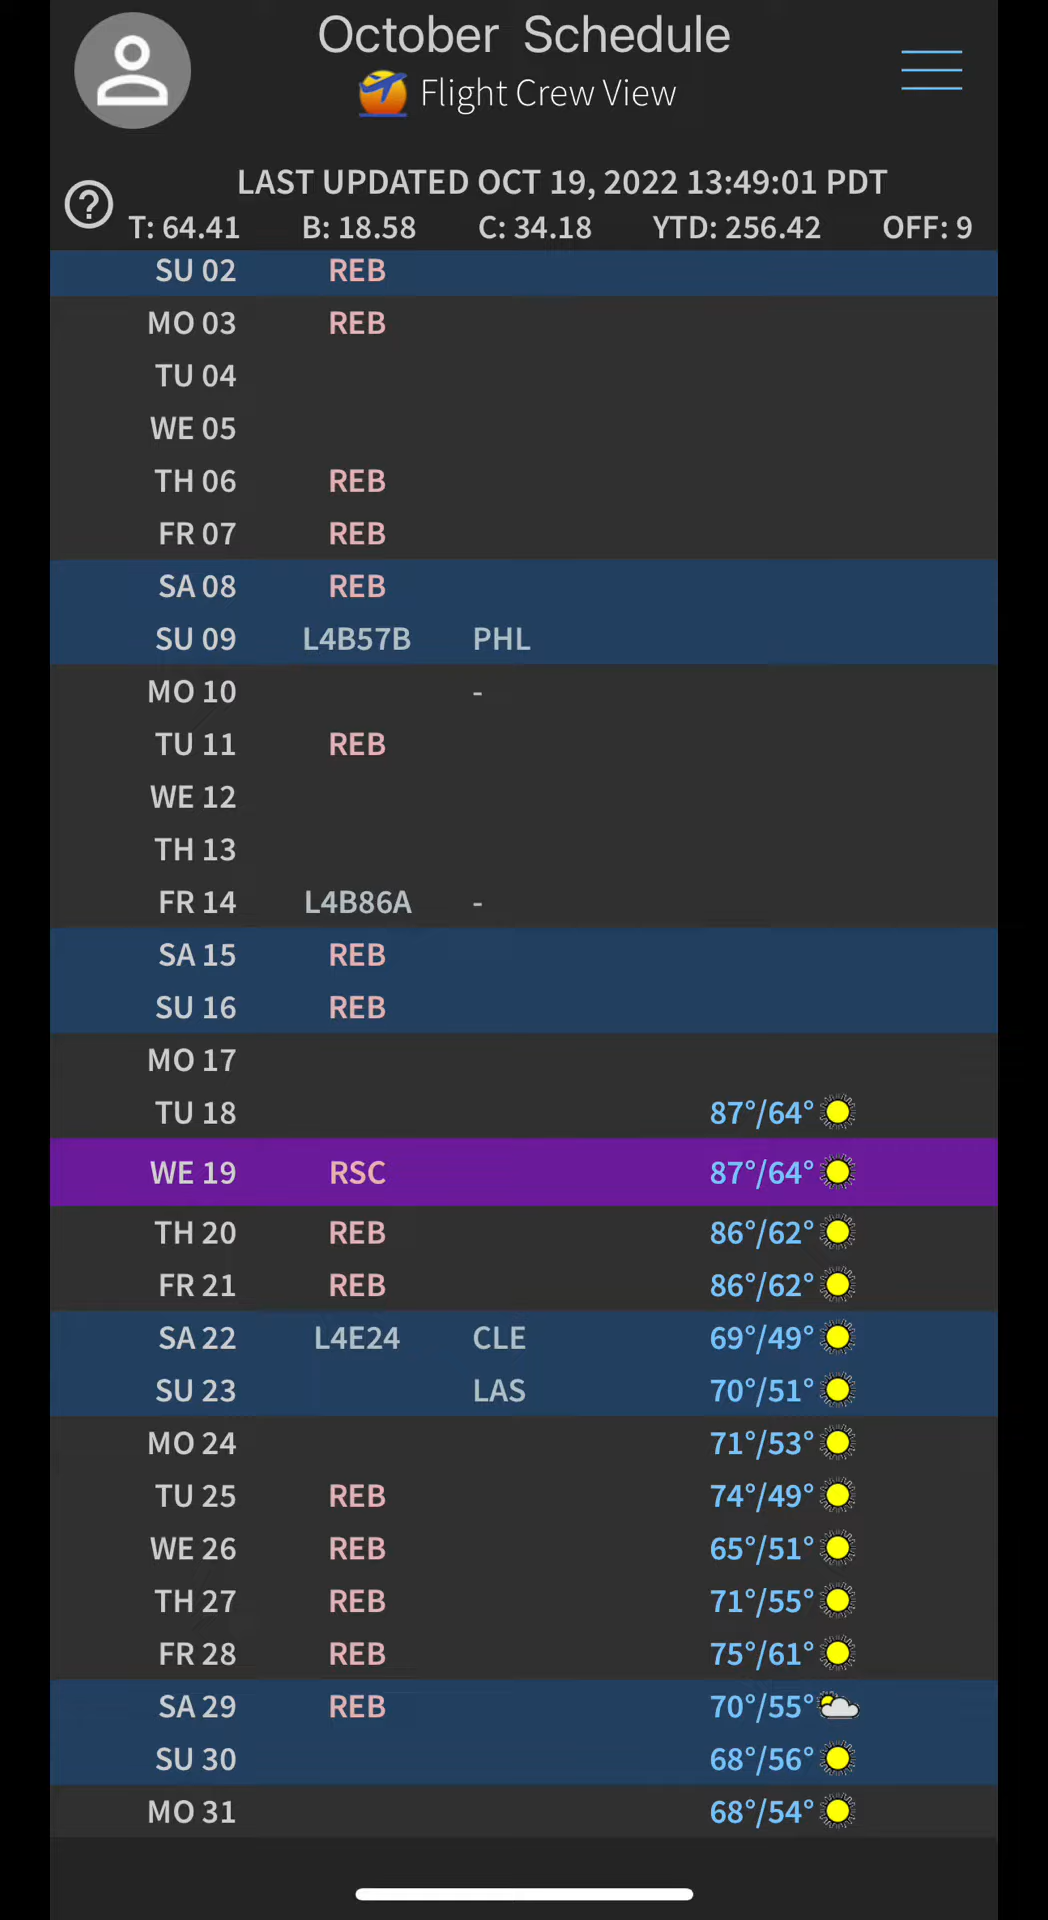 October Schedule
Flight Crew View
LAST UPDATED OCT 19, 2022 13:49:01 PDT
T: 64.41 B: 18.58 C: 34.18 YTD: 256.42 OFF: 9
SU 02 REB
MO 03 REB
TU 04
WE 05
TH 06 REB
FR 07 REB
SA 08 REB
SU 09 L4B57B PHL
MO 10 -
TU 11 REB
WE 12
TH 13
FR 14 L4B86A -
SA 15 REB
SU 16 REB
MO 17
TU 18 87°/64°
WE 19 RSC 87°/64°
TH 20 REB 86°/62°
FR 21 REB 86°/62°
SA 22 L4E24 CLE 69°/49°
SU 23 LAS 70°/51°
MO 24 71°/53°
TU 25 REB 74°/49°
WE 26 REB 65°/51°
TH 27 REB 71°/55°
FR 28 REB 75°/61°
SA 29 REB 70°/55°
SU 30 68°/56°
MO 31 68°/54°